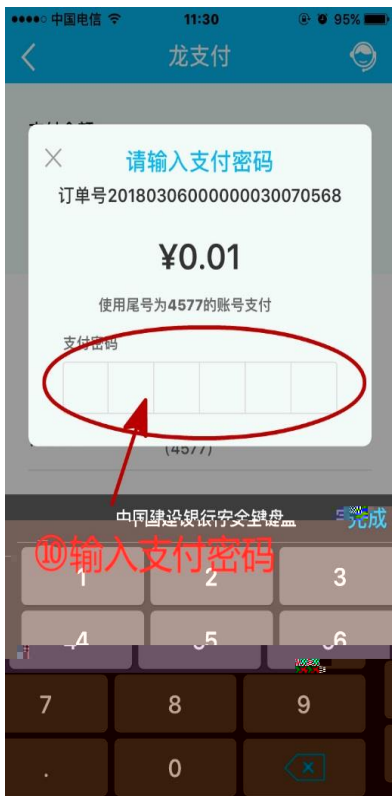 中国电信 11:30 95%
龙支付
请输入支付密码
订单号20180306000000030070568
¥0.01
使用尾号为4577的账号支付
支付密码
(4577)
中国建设银行安全键盘 完成
⑩输入支付密码
1 2 3
4 5 6
7 8 9
. 0